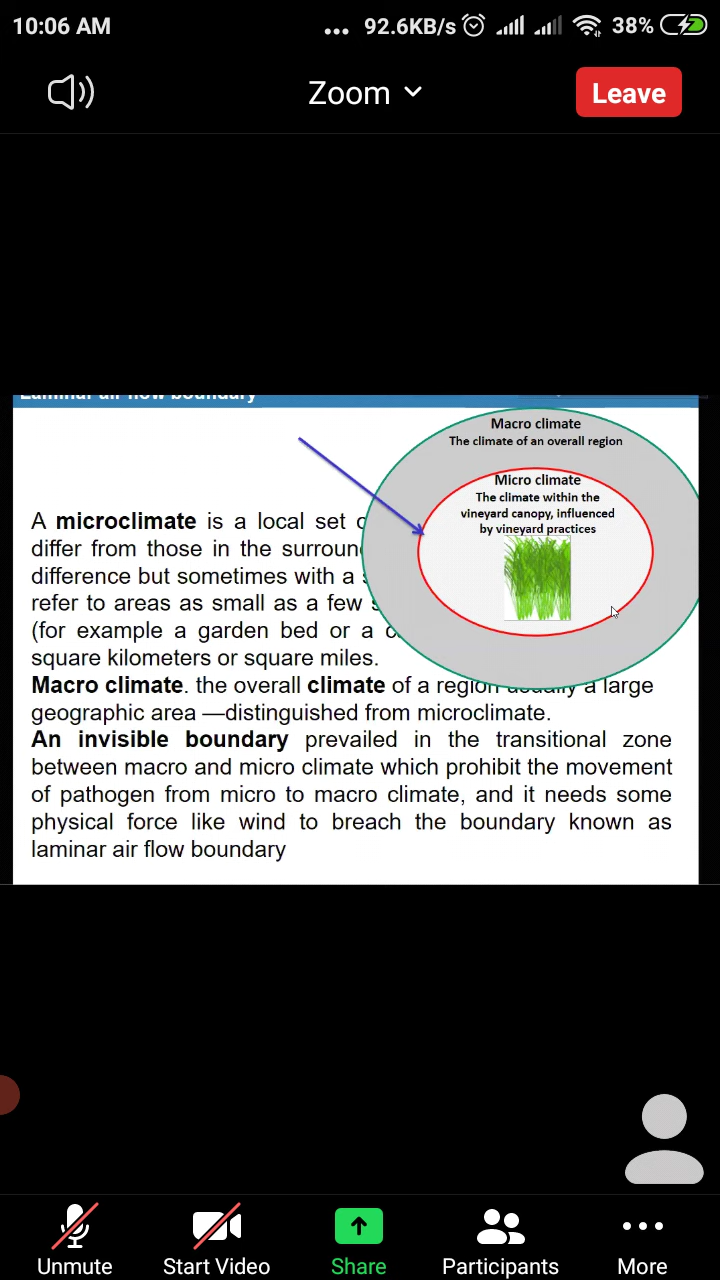 10:06 AM ... 92.6KB/s 38%
Zoom
Leave
Laminar air flow boundary
Macro climate
The climate of an overall region
Micro climate
The climate within the
vineyard canopy, influenced
by vineyard practices
A microclimate is a local set
differ from those in the
difference but sometimes with a
refer to areas as small as a few
(for example a garden bed or a
square kilometers or square miles.
Macro climate. the overall climate of a region usually a large
geographic area —distinguished from microclimate.
An invisible boundary prevailed in the transitional zone
between macro and micro climate which prohibit the movement
of pathogen from micro to macro climate, and it needs some
physical force like wind to breach the boundary known as
laminar air flow boundary
Unmute Start Video Share Participants More